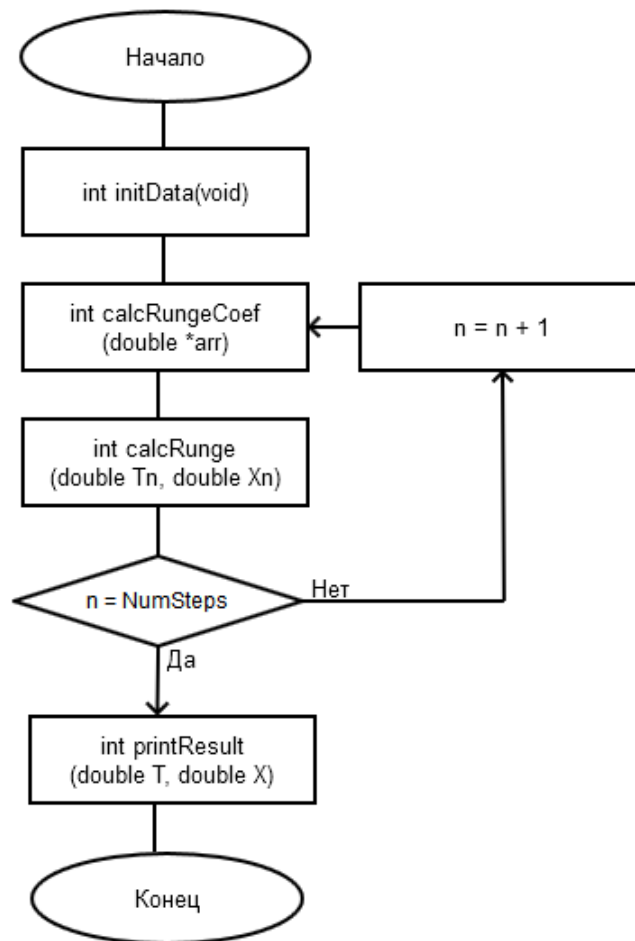 Начало
int initData(void)
int calcRungeCoef
(double *arr)
n = n + 1
int calcRunge
(double Tn, double Xn)
n = NumSteps
Нет
Да
int printResult
(double T, double X)
Конец